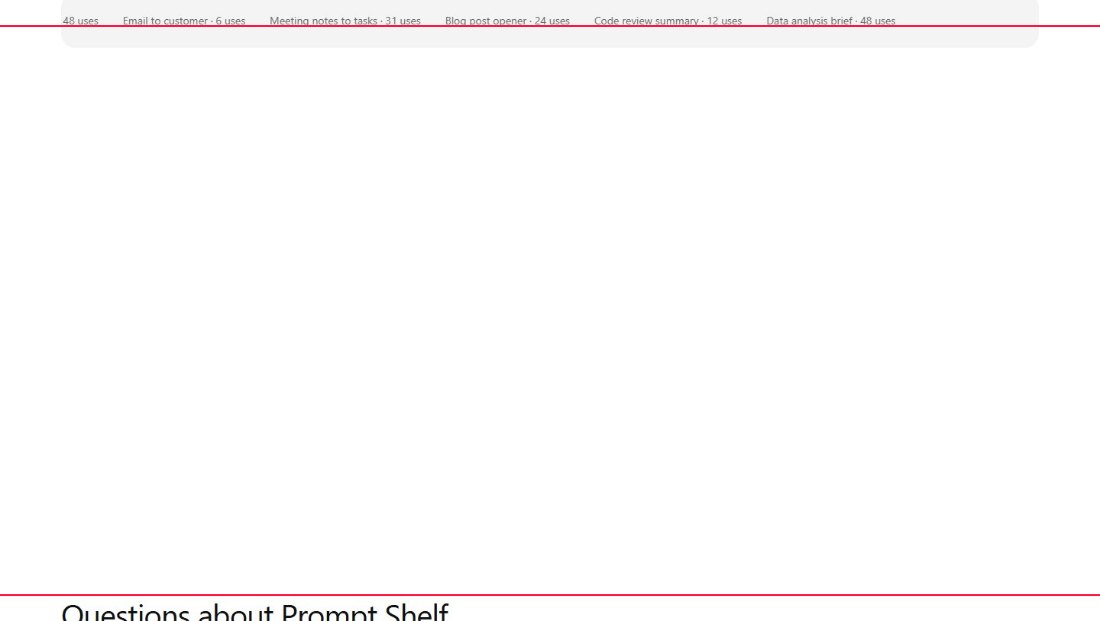 48 uses Email to customer · 6 uses Meeting notes to tasks · 31 uses Blog post opener · 24 uses Code review summary · 12 uses Data analysis brief · 48 uses
Questions about Prompt Shelf